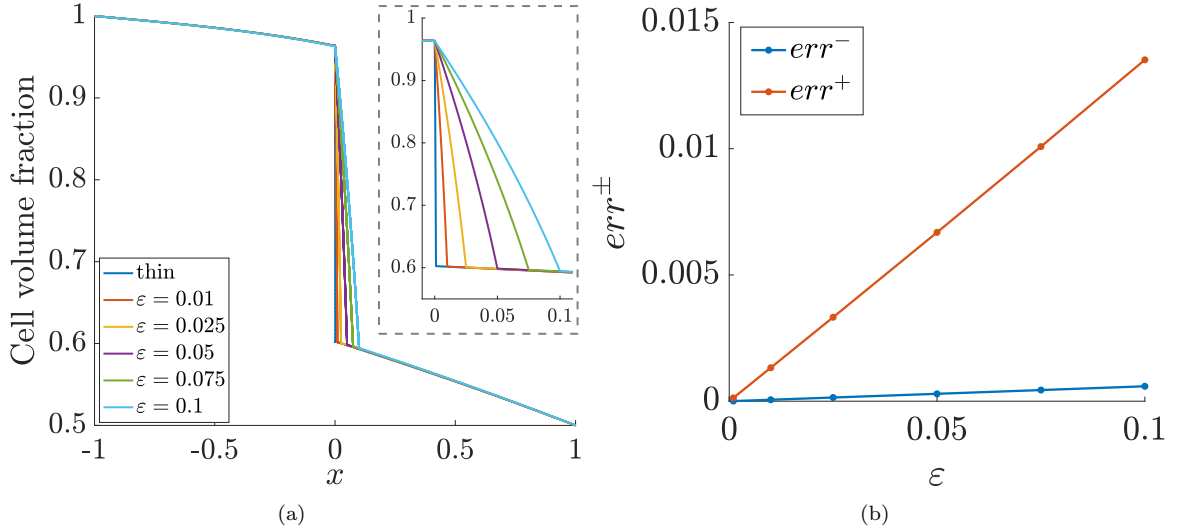 Cell volume fraction
1
0.9
0.8
0.7
0.6
0.5
-1
-0.5
0
0.5
1
x
thin
ε = 0.01
ε = 0.025
ε = 0.05
ε = 0.075
ε = 0.1
1
0.9
0.8
0.7
0.6
0
0.05
0.1
(a)
err±
0.015
0.01
0.005
0
0
0.05
0.1
ε
err−
err+
(b)